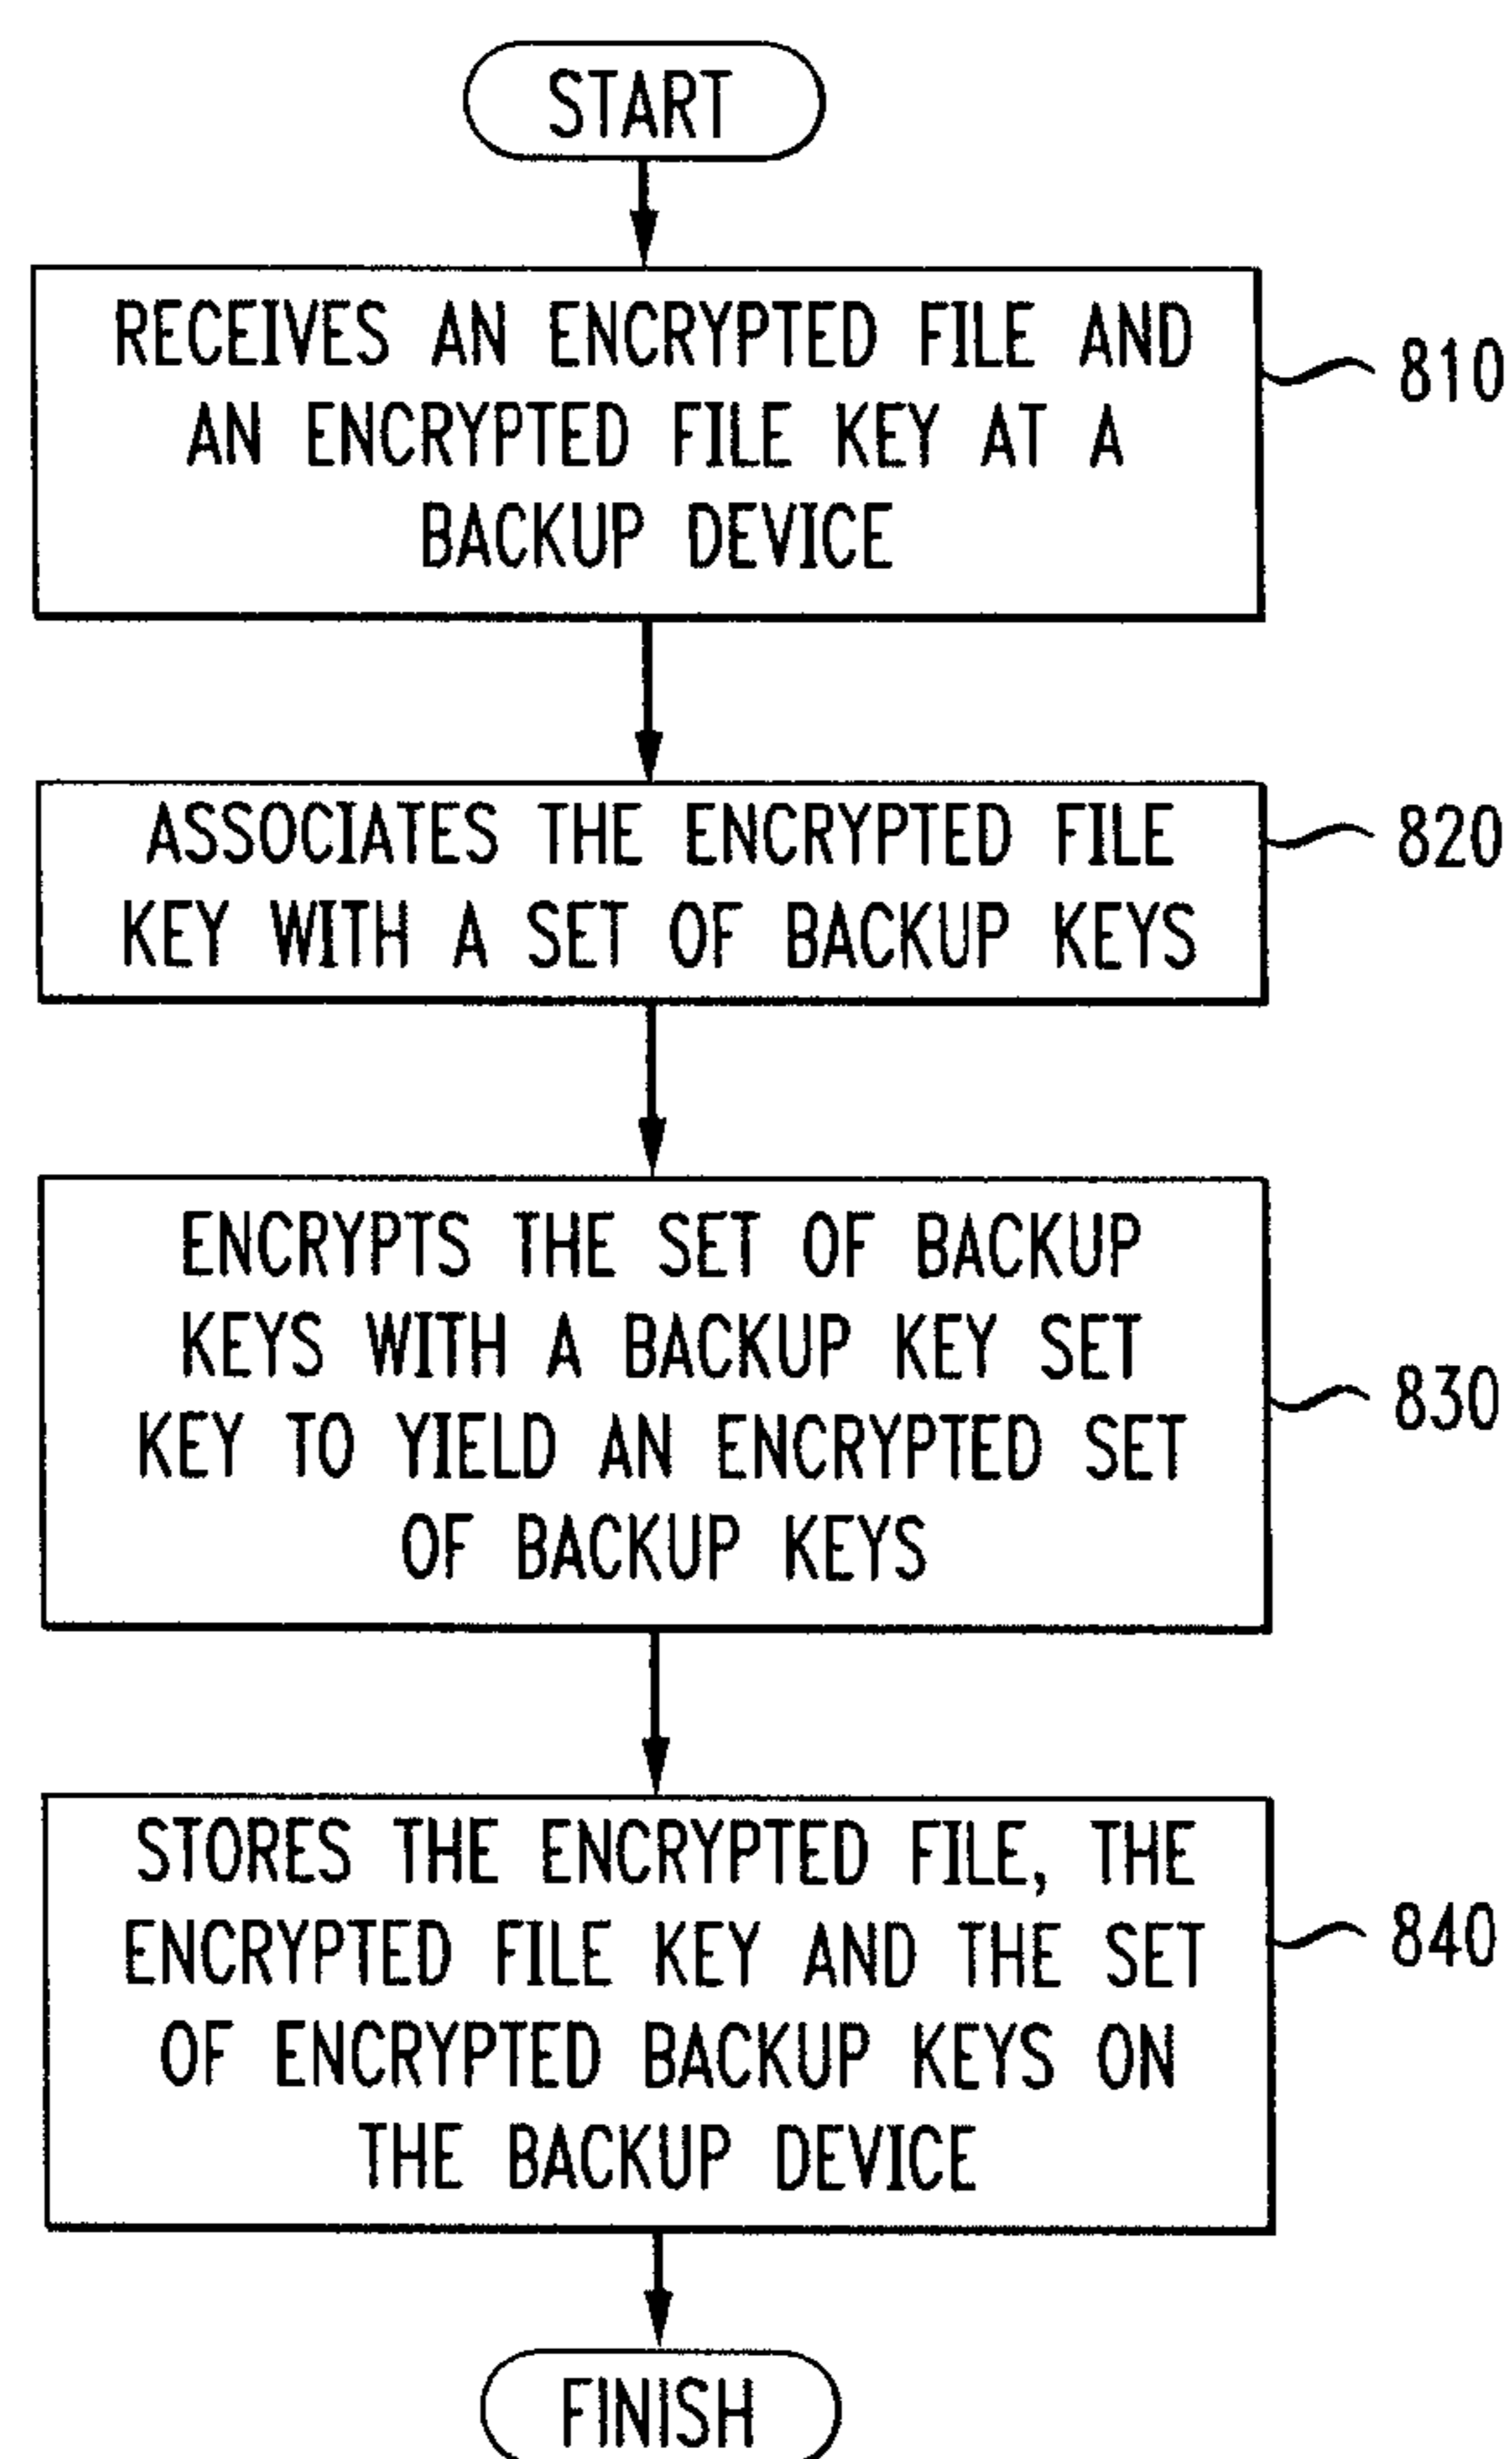 START
RECEIVES AN ENCRYPTED FILE AND
AN ENCRYPTED FILE KEY AT A
BACKUP DEVICE
810
ASSOCIATES THE ENCRYPTED FILE
KEY WITH A SET OF BACKUP KEYS
820
ENCRYPTS THE SET OF BACKUP
KEYS WITH A BACKUP KEY SET
KEY TO YIELD AN ENCRYPTED SET
OF BACKUP KEYS
830
STORES THE ENCRYPTED FILE, THE
ENCRYPTED FILE KEY AND THE SET
OF ENCRYPTED BACKUP KEYS ON
THE BACKUP DEVICE
840
FINISH